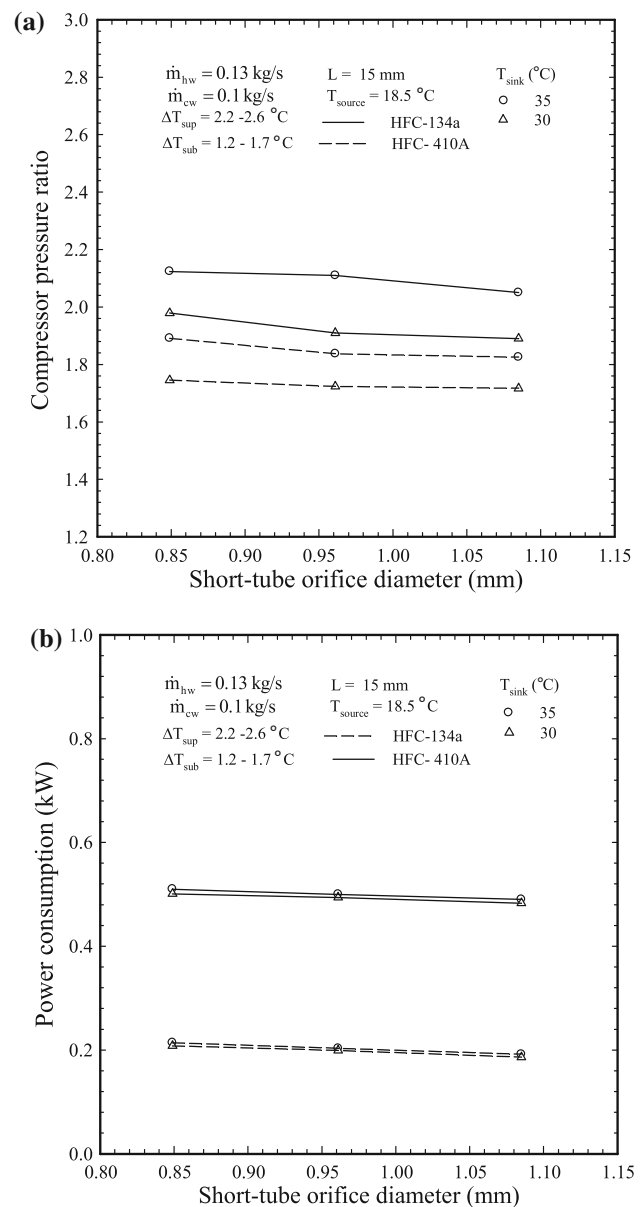 (a)
3.0
2.8
2.6
2.4
2.2
2.0
1.8
1.6
1.4
1.2
Compressor pressure ratio
ṁhw = 0.13 kg/s
L = 15 mm
Tsink (°C)
ṁcw = 0.1 kg/s
Tsource = 18.5 °C
35
ΔTsup = 2.2 -2.6 °C
HFC-134a
30
ΔTsub = 1.2 - 1.7 °C
HFC- 410A
0.80 0.85 0.90 0.95 1.00 1.05 1.10 1.15
Short-tube orifice diameter (mm)
(b)
1.0
0.8
0.6
0.4
0.2
0.0
Power consumption (kW)
ṁhw = 0.13 kg/s
L = 15 mm
Tsink (°C)
ṁcw = 0.1 kg/s
Tsource = 18.5 °C
35
ΔTsup = 2.2 -2.6 °C
HFC-134a
30
ΔTsub = 1.2 - 1.7 °C
HFC- 410A
0.80 0.85 0.90 0.95 1.00 1.05 1.10 1.15
Short-tube orifice diameter (mm)